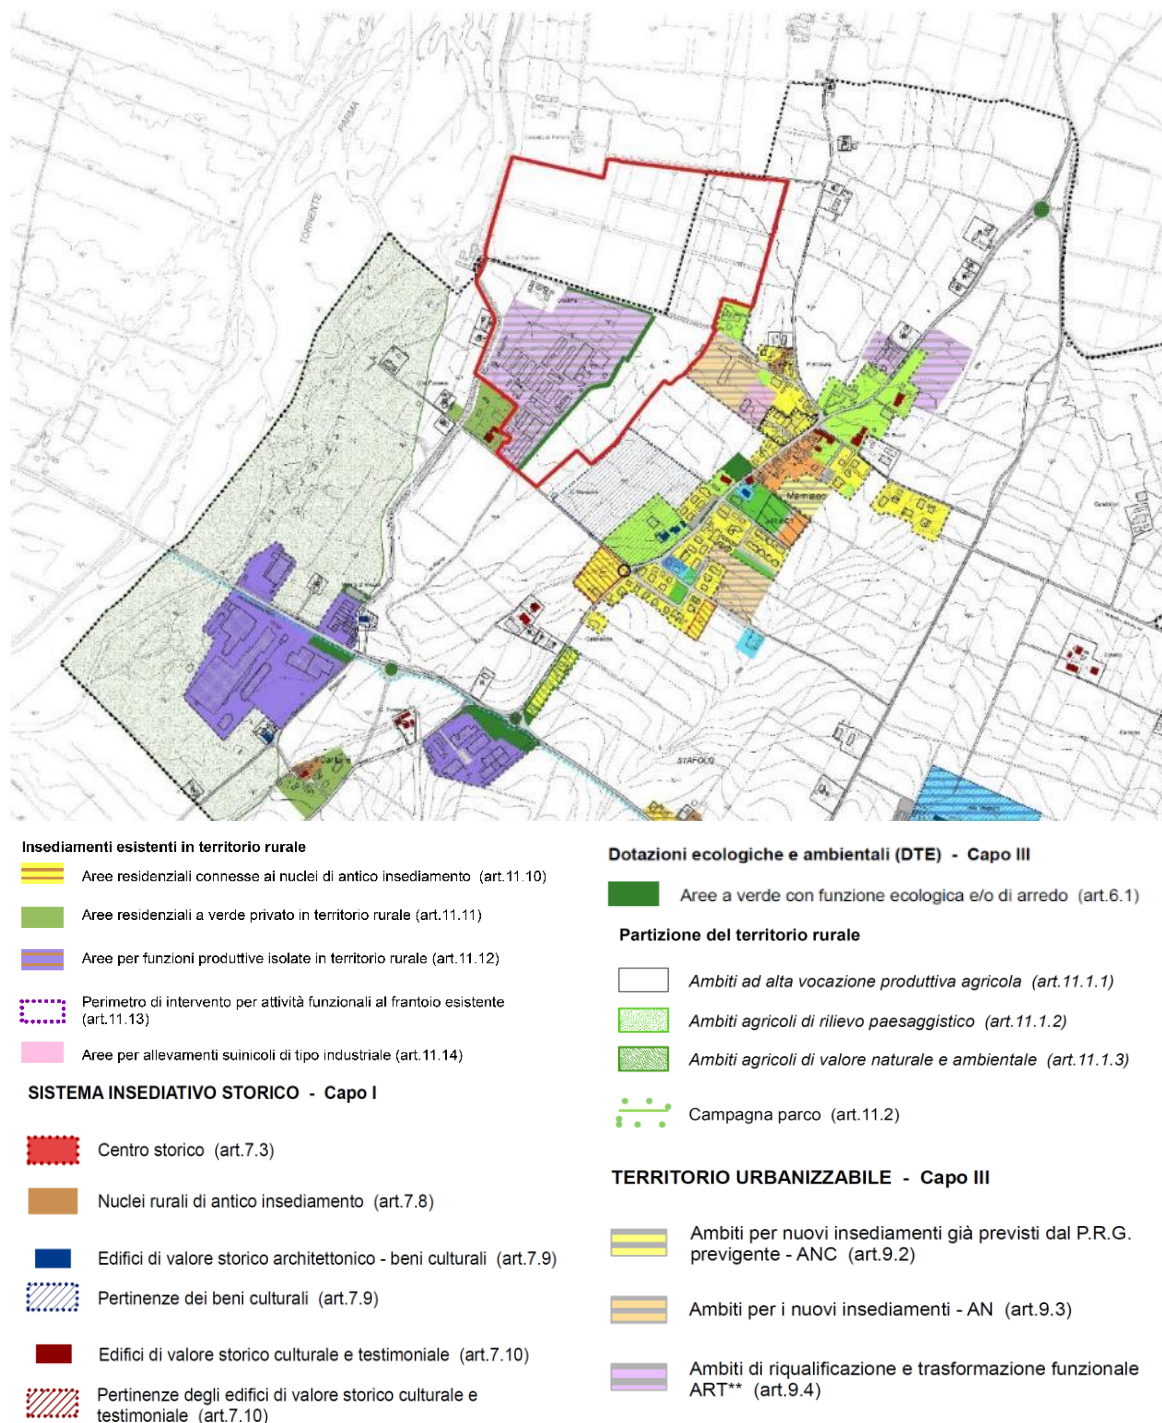 PARMA
TORRENTE
Mamiano
STAFOLO
Insediamenti esistenti in territorio rurale
Aree residenziali connesse ai nuclei di antico insediamento (art.11.10)
Aree residenziali a verde privato in territorio rurale (art.11.11)
Aree per funzioni produttive isolate in territorio rurale (art.11.12)
Perimetro di intervento per attività funzionali al frantoio esistente
(art.11.13)
Aree per allevamenti suinicoli di tipo industriale (art.11.14)
SISTEMA INSEDIATIVO STORICO - Capo I
Centro storico (art.7.3)
Nuclei rurali di antico insediamento (art.7.8)
Edifici di valore storico architettonico - beni culturali (art.7.9)
Pertinenze dei beni culturali (art.7.9)
Edifici di valore storico culturale e testimoniale (art.7.10)
Pertinenze degli edifici di valore storico culturale e
testimoniale (art.7.10)
Dotazioni ecologiche e ambientali (DTE) - Capo III
Aree a verde con funzione ecologica e/o di arredo (art.6.1)
Partizione del territorio rurale
Ambiti ad alta vocazione produttiva agricola (art.11.1.1)
Ambiti agricoli di rilievo paesaggistico (art.11.1.2)
Ambiti agricoli di valore naturale e ambientale (art.11.1.3)
Campagna parco (art.11.2)
TERRITORIO URBANIZZABILE - Capo III
Ambiti per nuovi insediamenti già previsti dal P.R.G.
previgente - ANC (art.9.2)
Ambiti per i nuovi insediamenti - AN (art.9.3)
Ambiti di riqualificazione e trasformazione funzionale
ART** (art.9.4)